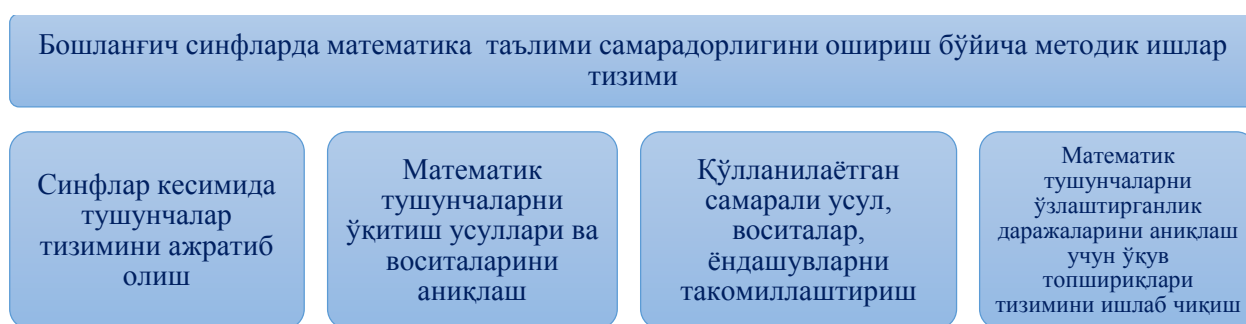 Бошланғич синфларда математика таълими самарадорлигини ошириш бўйича методик ишлар
тизими
Синфлар кесимида
тушунчалар
тизимини ажратиб
олиш
Математик
тушунчаларни
ўқитиш усуллари ва
воситаларини
аниқлаш
Қўлланилаётган
самарали усул,
воситалар,
ёндашувларни
такомиллаштириш
Математик
тушунчаларни
ўзлаштирганлик
даражаларини аниқлаш
учун ўқув
топшириқлари
тизимини ишлаб чиқиш